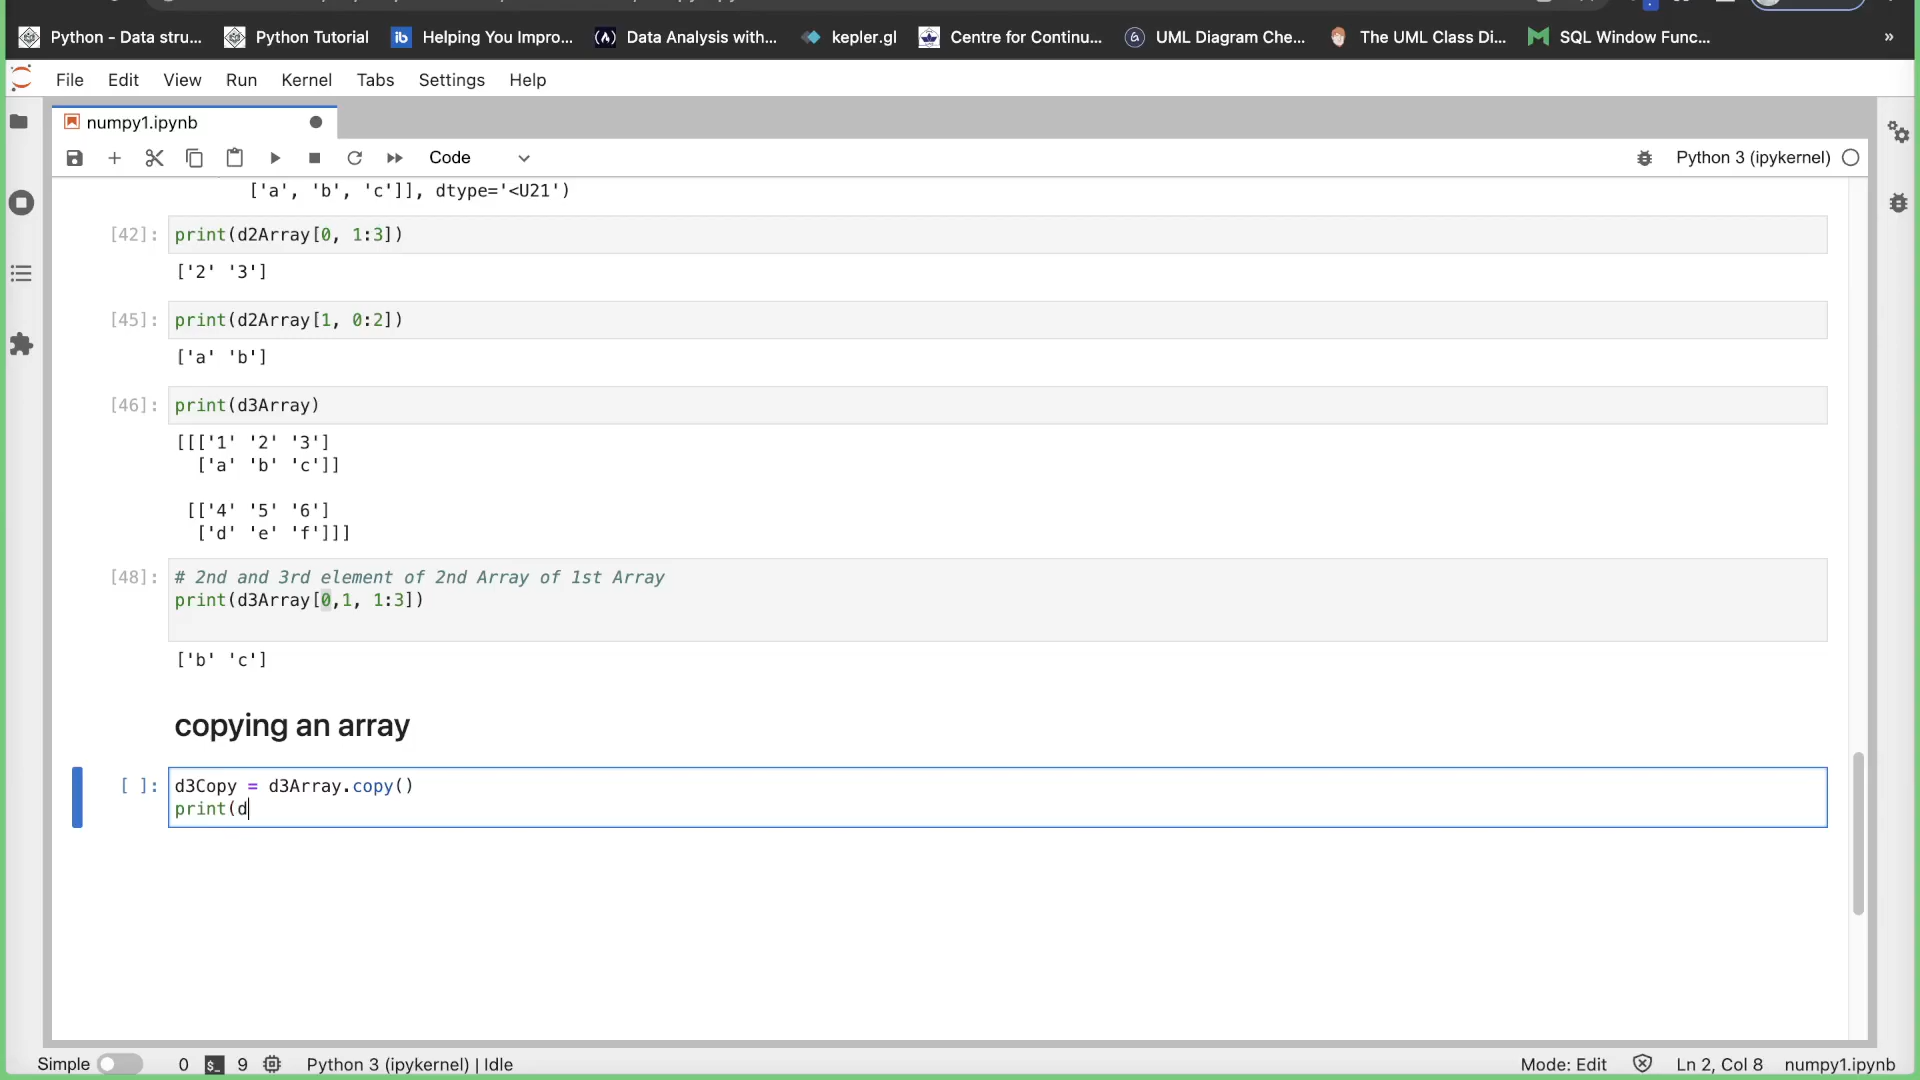 Python - Data stru... Python Tutorial Helping You Impro... Data Analysis with... kepler.gl Centre for Continu... UML Diagram Che... The UML Class Di... SQL Window Func... »
File Edit View Run Kernel Tabs Settings Help
numpy1.ipynb
Code Python 3 (ipykernel)
['a', 'b', 'c']], dtype='<U21')
[42]: print(d2Array[0, 1:3])
['2' '3']
[45]: print(d2Array[1, 0:2])
['a' 'b']
[46]: print(d3Array)
[[['1' '2' '3']
['a' 'b' 'c']]
[['4' '5' '6']
['d' 'e' 'f']]]
[48]: # 2nd and 3rd element of 2nd Array of 1st Array
print(d3Array[0,1, 1:3])
['b' 'c']
copying an array
[ ]: d3Copy = d3Array.copy()
print(d
Simple 0 $_ 9 Python 3 (ipykernel) | Idle Mode: Edit Ln 2, Col 8 numpy1.ipynb